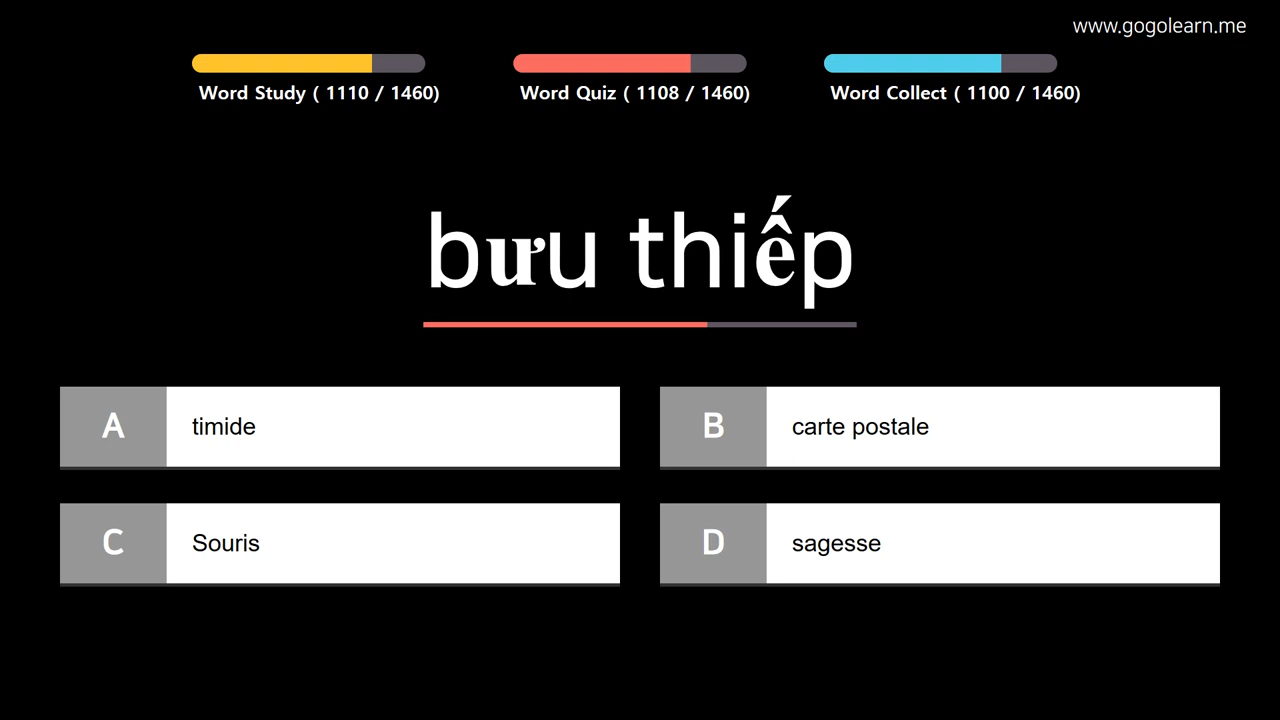 www.gogolearn.me
Word Study ( 1110 / 1460)
Word Quiz ( 1108 / 1460)
Word Collect ( 1100 / 1460)
bưu thiếp
A timide
B carte postale
C Souris
D sagesse